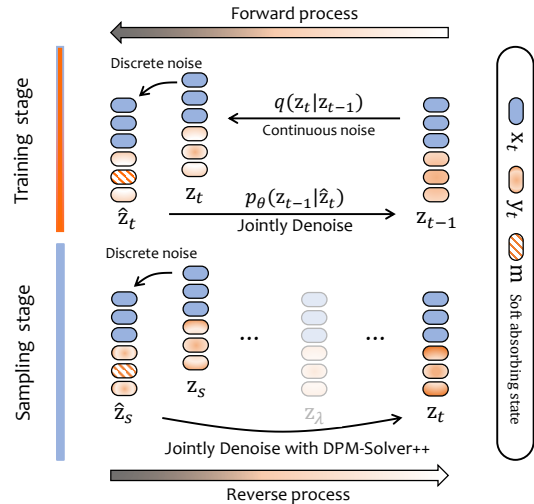 Forward process
Training stage
Discrete noise
q(z_t|z_{t−1})
Continuous noise
z_t
ẑ_t
p_θ(z_{t−1}|ẑ_t)
Jointly Denoise
z_{t−1}
Sampling stage
Discrete noise
...
...
z_s
ẑ_s
z_λ
z_t
Jointly Denoise with DPM-Solver++
Reverse process
x_t
y_t
m
Soft absorbing state